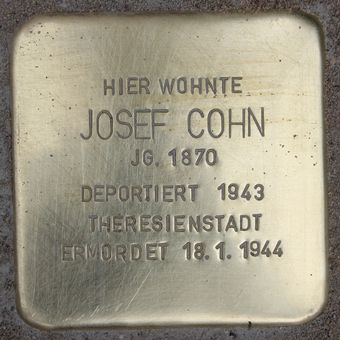 HIER WOHNTE
JOSEF COHN
JG. 1870
DEPORTIERT 1943
THERESIENSTADT
ERMORDET 18.1.1944